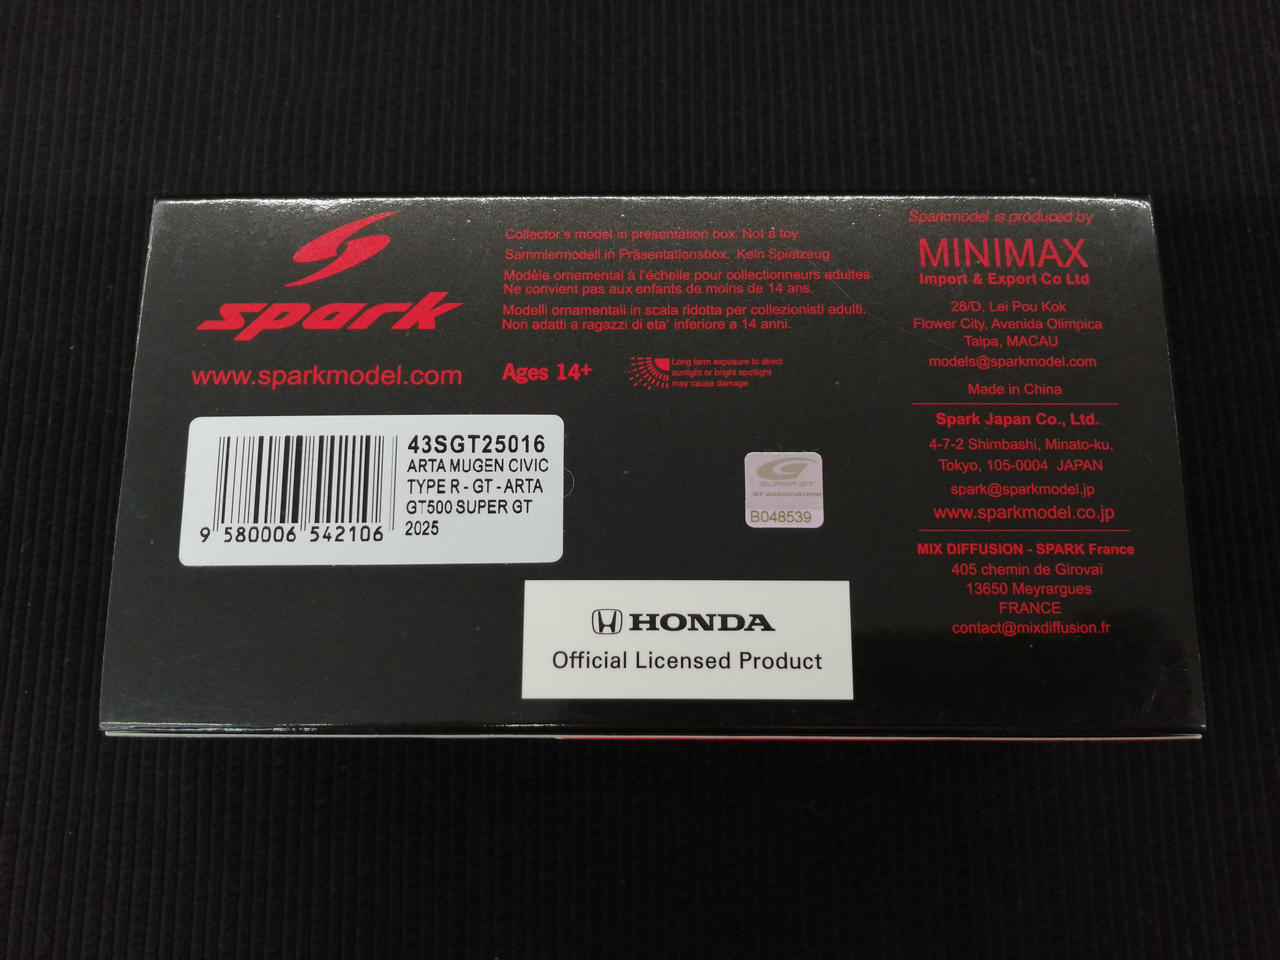 spark
www.sparkmodel.com
Collector's model in presentation box. Not a toy.
Sammlermodell in Präsentationsbox. Kein Spielzeug.
Modèle ornemental à l'échelle pour collectionneurs adultes.
Ne convient pas aux enfants de moins de 14 ans.
Modelli ornamentali in scala ridotta per collezionisti adulti.
Non adatti a ragazzi di eta' inferiore a 14 anni.
Ages 14+
Long term exposure to direct
sunlight or bright spotlight
may cause damage
Sparkmodel is produced by
MINIMAX
Import & Export Co Ltd
28/D, Lei Pou Kok
Flower City, Avenida Olimpica
Taipa, MACAU
models@sparkmodel.com
Made in China
Spark Japan Co., Ltd.
4-7-2 Shimbashi, Minato-ku,
Tokyo, 105-0004 JAPAN
spark@sparkmodel.jp
www.sparkmodel.co.jp
MIX DIFFUSION - SPARK France
405 chemin de Girovaï
13650 Meyrargues
FRANCE
contact@mixdiffusion.fr
43SGT25016
ARTA MUGEN CIVIC
TYPE R - GT - ARTA
GT500 SUPER GT
2025
9 580006 542106
SUPER GT
GT ASSOCIATION
B048539
HONDA
Official Licensed Product